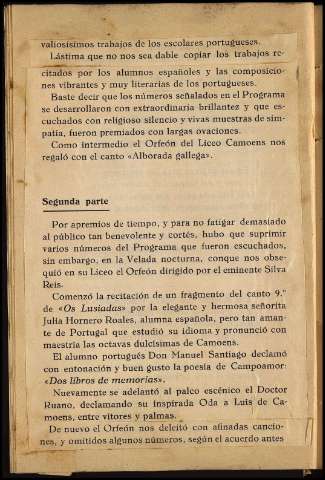 valiosísimos trabajos de los escolares portugueses.
Lástima que no nos sea dable copiar los trabajos re-
citados por los alumnos españoles y las composicio-
nes vibrantes y muy literarias de los portugueses.
Baste decir que los números señalados en el Programa
se desarrollaron con extraordinaria brillantez y que es-
cuchados con religioso silencio y vivas muestras de sim-
patía, fueron premiados con largas ovaciones.
Como intermedio el Orfeón del Liceo Camoens nos
regaló con el canto «Alborada gallega».
Segunda parte
Por apremios de tiempo, y para no fatigar demasiado
al público tan benevolente y cortés, hubo que suprimir
varios números del Programa que fueron escuchados,
sin embargo, en la Velada nocturna, conque nos obse-
quió en su Liceo el Orfeón dirigido por el eminente Silva
Reis.
Comenzó la recitación de un fragmento del canto 9.º
de «Os Lusiadas» por la elegante y hermosa señorita
Julia Hornero Roales, alumna española, pero tan aman-
te de Portugal que estudió su idioma y pronunció con
maestría las octavas dulcísimas de Camoens.
El alumno portugués Don Manuel Santiago declamó
con entonación y buen gusto la poesía de Campoamor:
«Dos libros de memorias».
Nuevamente se adelantó al palco escénico el Doctor
Ruano, declamando su inspirada Oda a Luis de Ca-
moens, entre vítores y palmas.
De nuevo el Orfeón nos deleitó con afinadas cancio-
nes, y omitidos algunos números, según el acuerdo antes